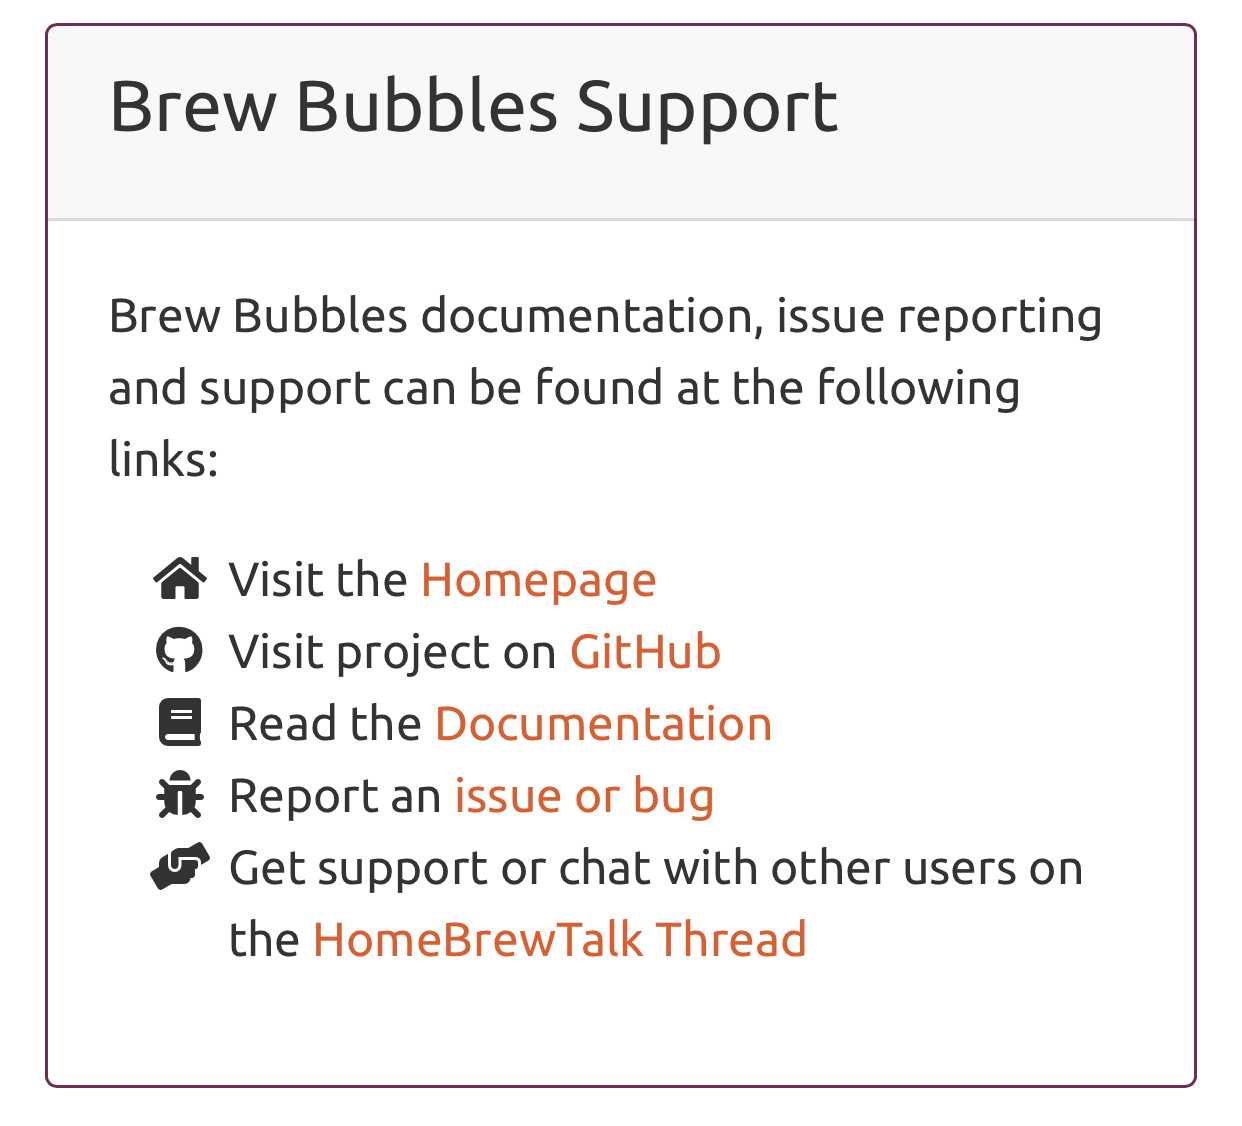 Brew Bubbles Support
Brew Bubbles documentation, issue reporting
and support can be found at the following
links:
Visit the Homepage
Visit project on GitHub
Read the Documentation
Report an issue or bug
Get support or chat with other users on
the HomeBrewTalk Thread